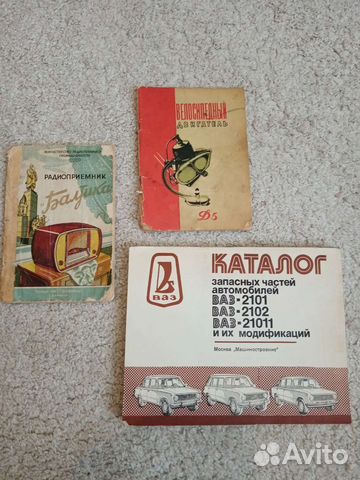 МИНИСТЕРСТВО РАДИОТЕХНИЧЕСКОЙ
ПРОМЫШЛЕННОСТИ
СССР
РАДИОПРИЕМНИК
Балтика
ВЕЛОСИПЕДНЫЙ
ДВИГАТЕЛЬ
Д5
ВАЗ
КАТАЛОГ
запасных частей
автомобилей
ВАЗ-2101
ВАЗ-2102
ВАЗ-21011
и их модификаций
Москва „Машиностроение"
Avito